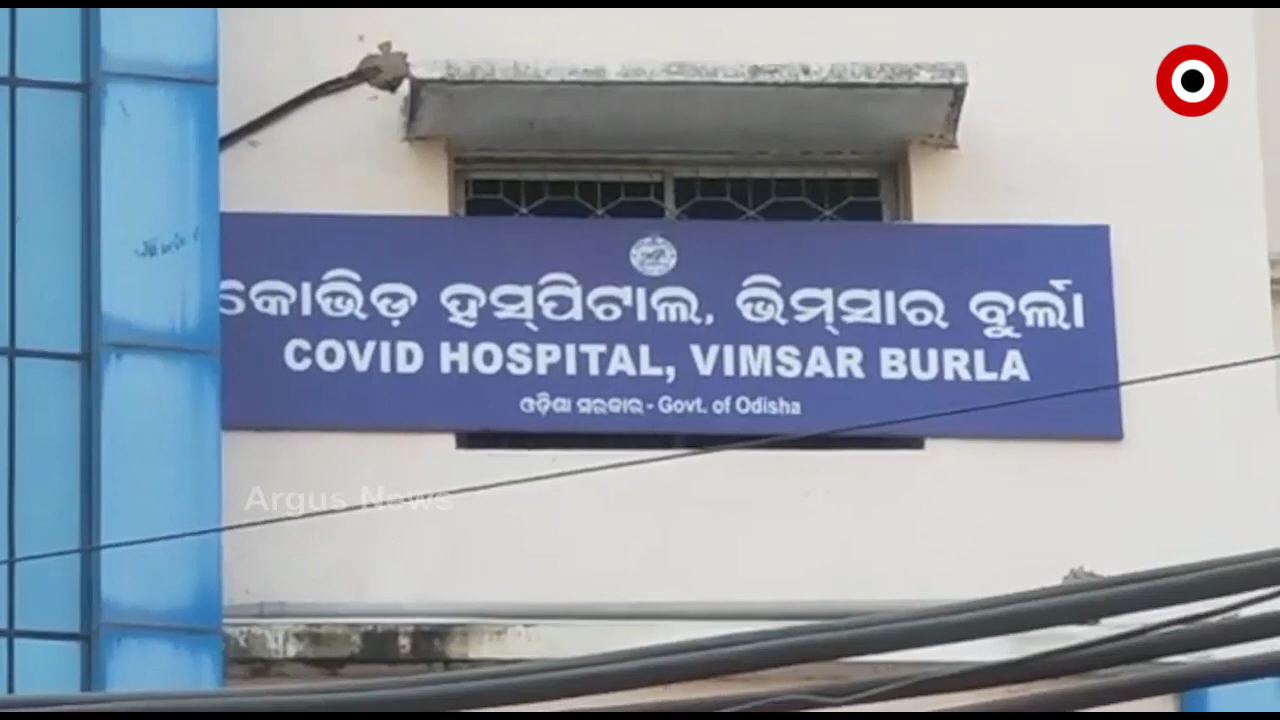 କୋଭିଡ଼ ହସ୍ପିଟାଲ, ଭିମ୍‌ସାର ବୁର୍ଲା
COVID HOSPITAL, VIMSAR BURLA
ଓଡ଼ିଶା ସରକାର - Govt. of Odisha
Argus News